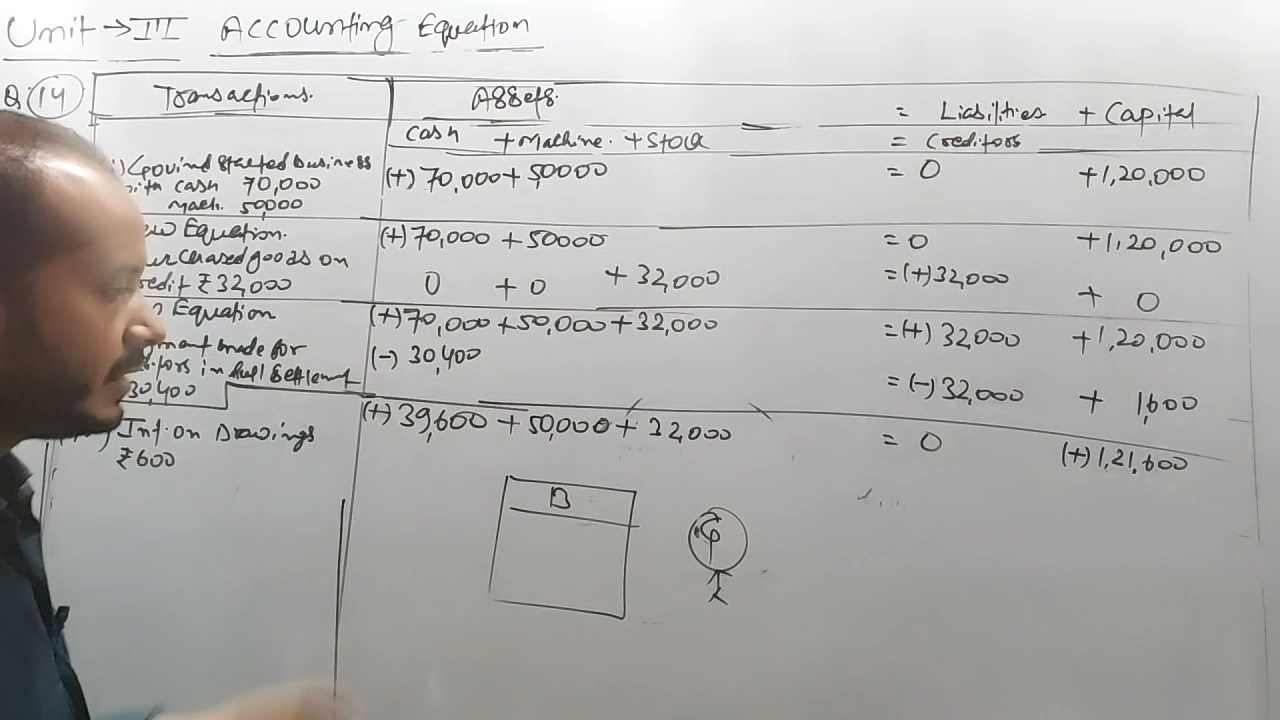 Unit → III Accounting Equation
Q. 14 Transactions. Assets. = Liabilities + Capital
Cash + Machine. + Stock = Creditors
i) Govind started Business
with cash 70,000
Mach. 50,000
(+) 70,000 + 50000 = 0 + 1,20,000
Equation. (+) 70,000 + 50000 = 0 + 1,20,000
goods on
₹ 32,000
0 + 0 + 32,000 = (+) 32,000 + 0
Equation (+) 70,000 + 50,000 + 32,000 = (+) 32,000 + 1,20,000
made for
in full Settlement
30,400
(-) 30,400 = (-) 32,000 + 1,600
(+) 39,600 + 50,000 + 32,000 = 0 (+) 1,21,600
) Int. on Drawings
₹ 600
B
G